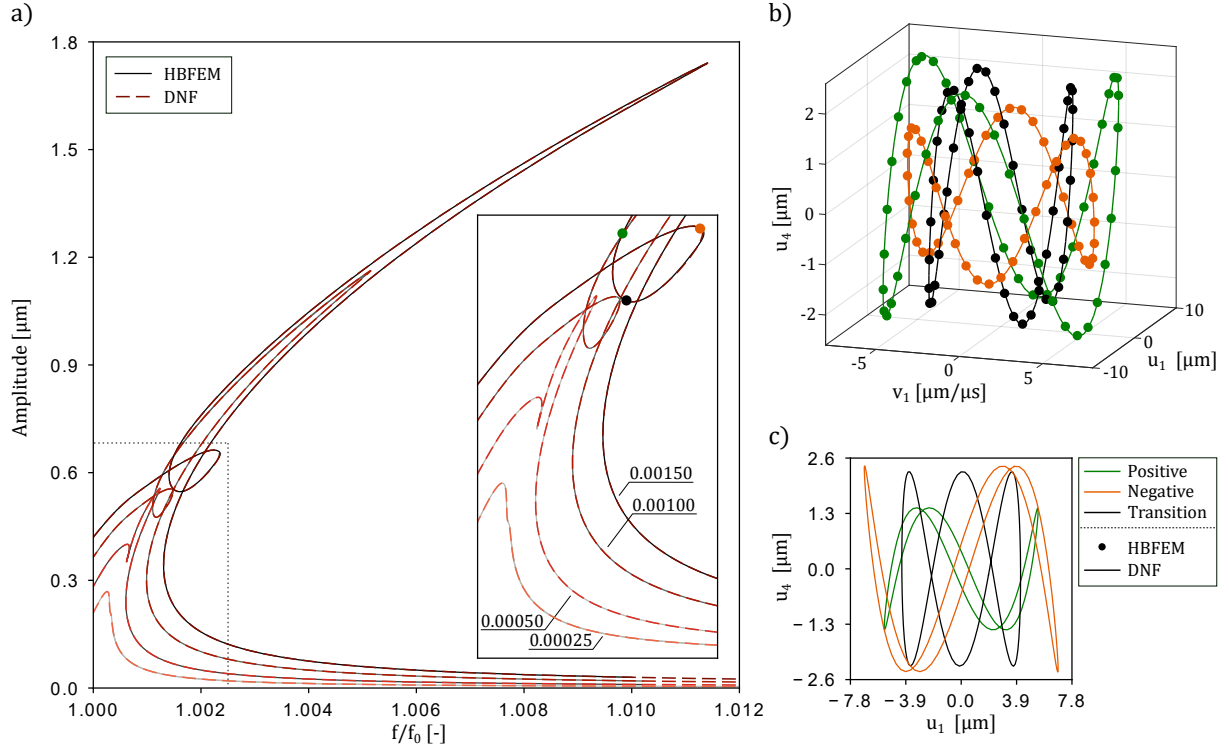 a)
Amplitude [μm]
1.8
1.5
1.2
0.9
0.6
0.3
0.0
HBFEM
DNF
0.00150
0.00100
0.00050
0.00025
1.000 1.002 1.004 1.006 1.008 1.010 1.012
f/f₀ [-]
b)
u₄ [μm]
2
1
0
-1
-2
-5 0 5
v₁ [μm/μs]
-10 0 10
u₁ [μm]
c)
u₄ [μm]
2.6
1.3
0.0
−1.3
−2.6
−7.8 −3.9 0.0 3.9 7.8
u₁ [μm]
Positive
Negative
Transition
HBFEM
DNF